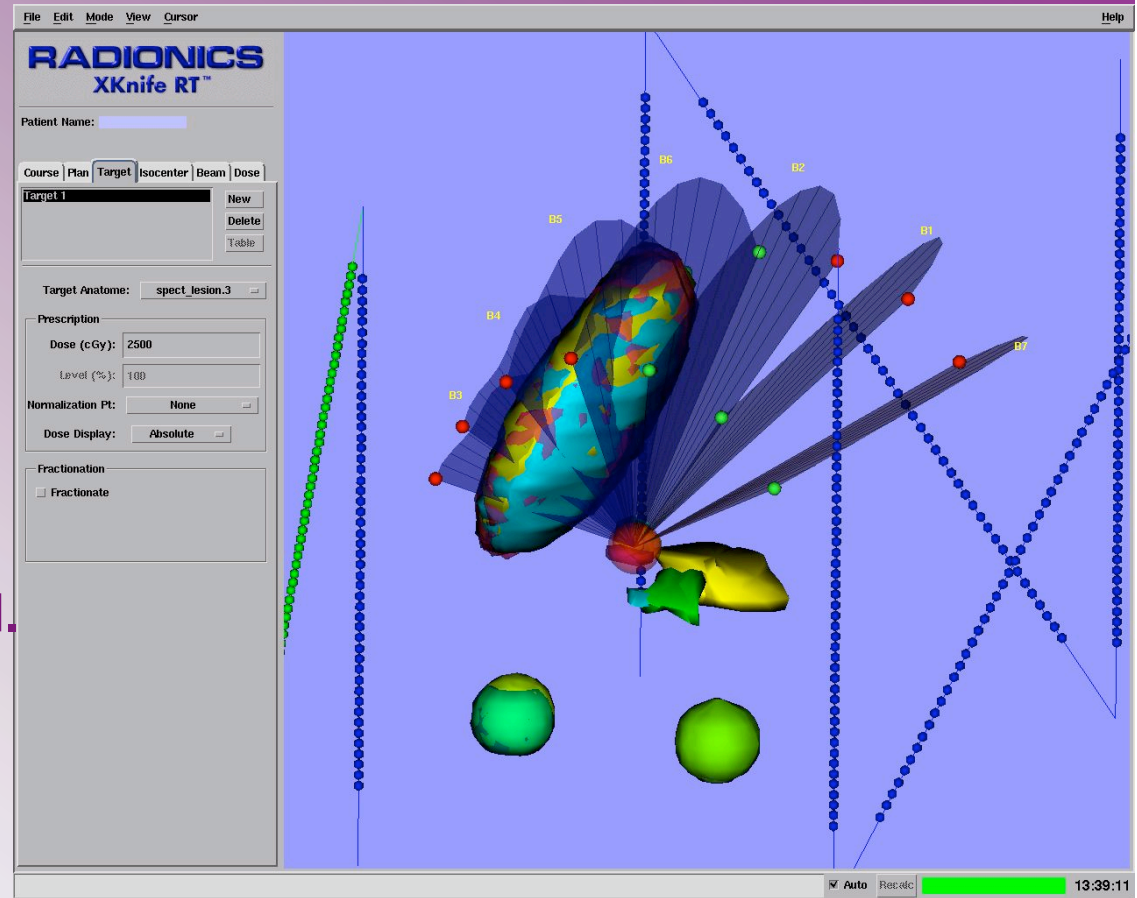 File Edit Mode View Cursor Help
RADIONICS
XKnife RT™
Patient Name:
Course Plan Target Isocenter Beam Dose
Target 1
New
Delete
Table
Target Anatome: spect_lesion.3
Prescription
Dose (cGy): 2500
Level (%): 100
Normalization Pt: None
Dose Display: Absolute
Fractionation
Fractionate
B6
B2
B5
B1
B4
B7
B3
Auto Recalc 13:39:11